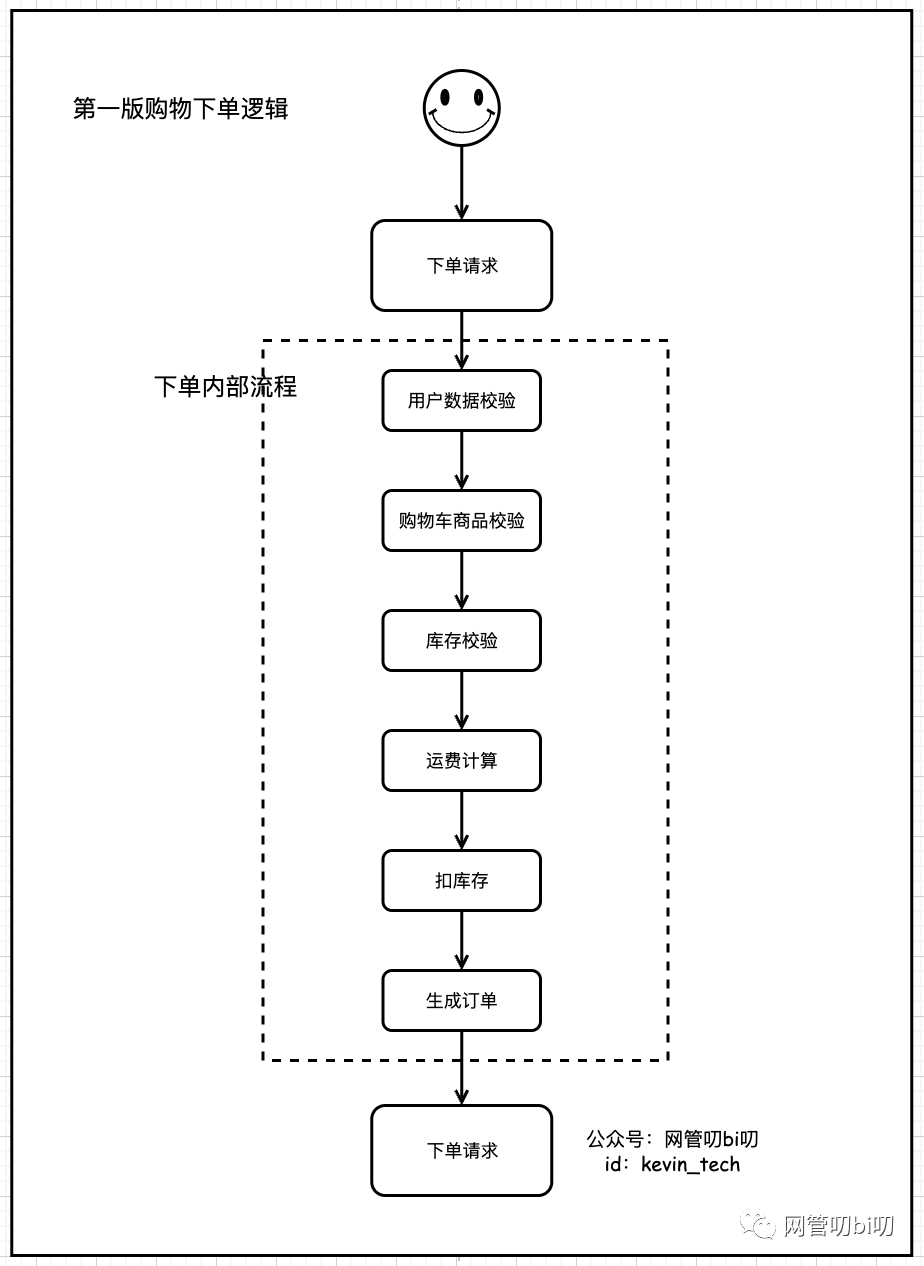 第一版购物下单逻辑
下单请求
下单内部流程
用户数据校验
购物车商品校验
库存校验
运费计算
扣库存
生成订单
下单请求
公众号：网管叨bi叨
id：kevin_tech
网管叨bi叨